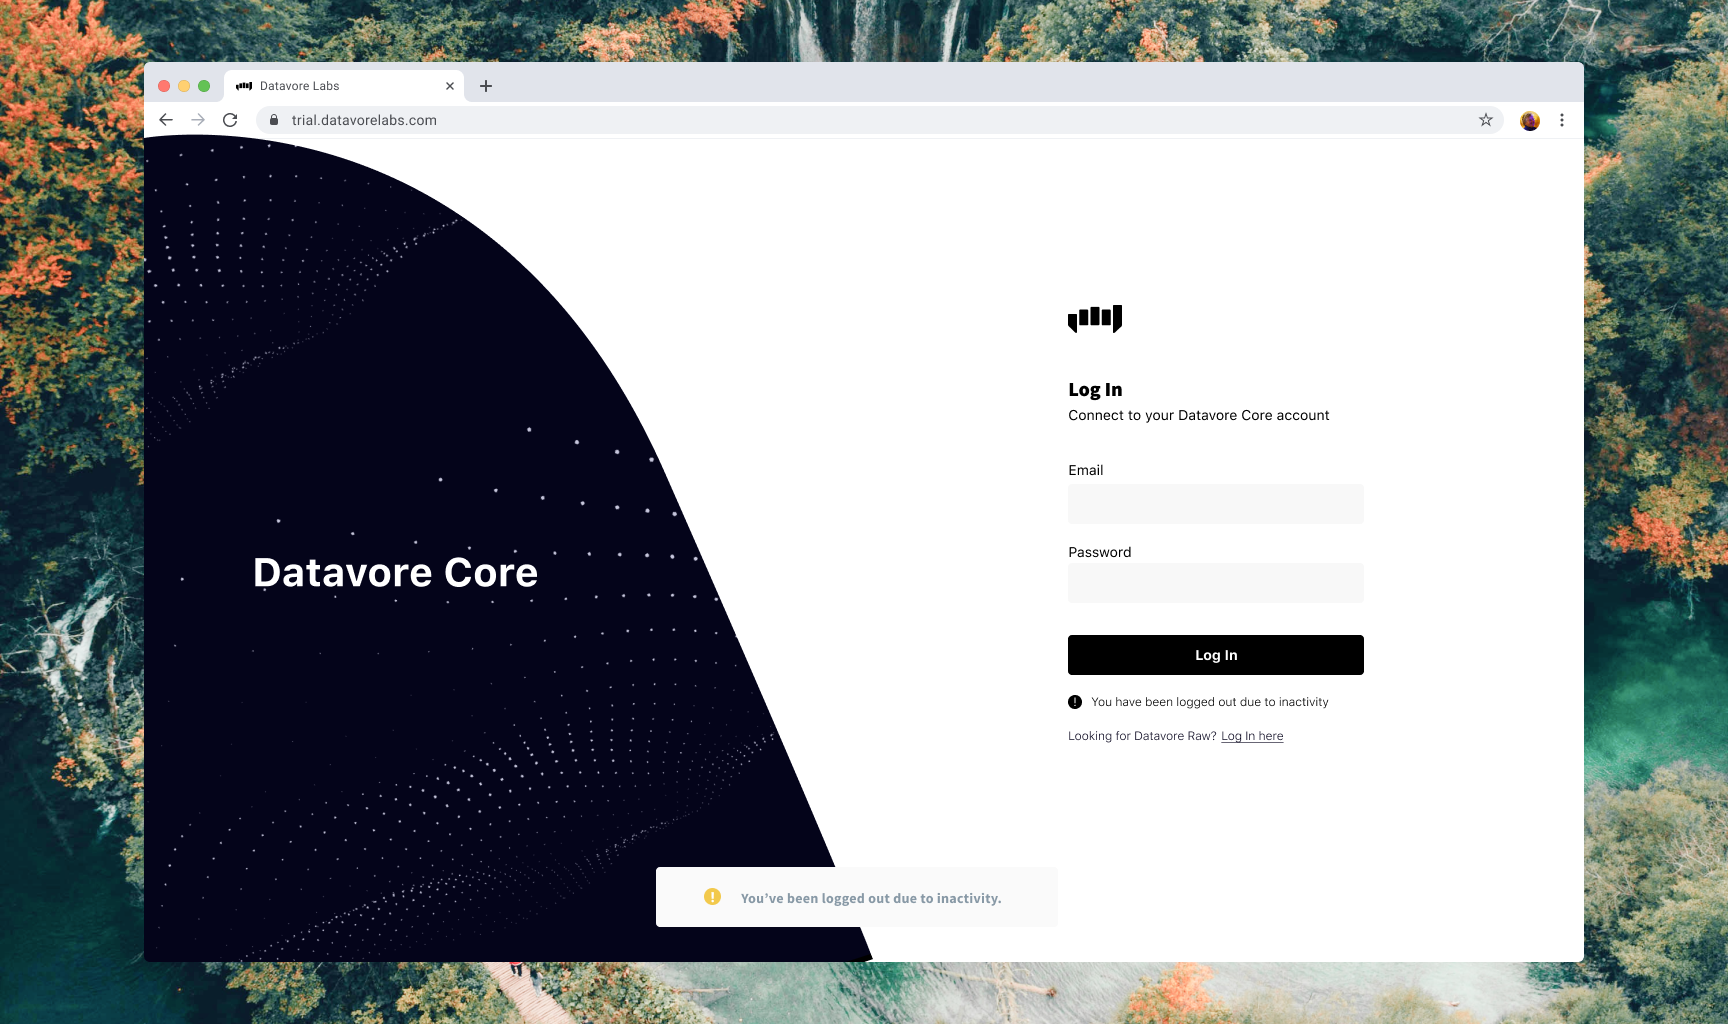 Datavore Labs
trial.datavorelabs.com
Datavore Core
Log In
Connect to your Datavore Core account
Email
Password
Log In
You have been logged out due to inactivity
Looking for Datavore Raw? Log In here
You’ve been logged out due to inactivity.